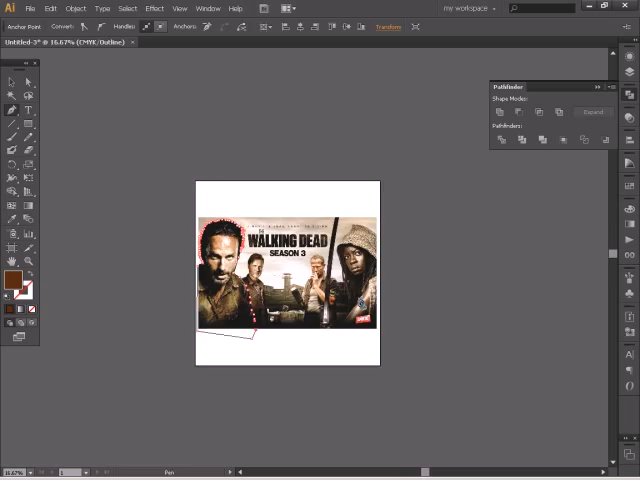 Ai File Edit Object Type Select Effect View Window Help my workspace
Anchor Point Convert: Handles: Anchors: Transform
Untitled-3* @ 16.67% (CMYK/Outline) ×
Pathfinder
Shape Modes:
Expand
Pathfinders:
THE
WALKING DEAD
SEASON 3
16.67% 1 Pen